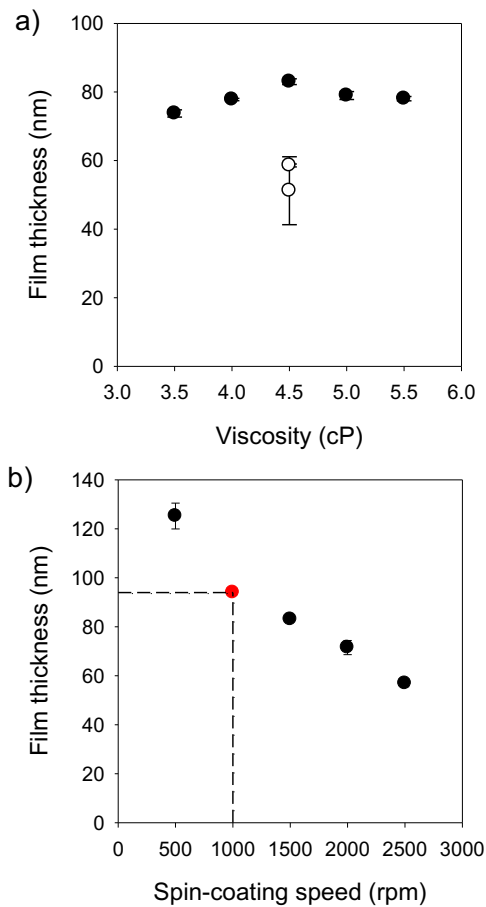 a)
100
80
60
40
20
0
Film thickness (nm)
3.0 3.5 4.0 4.5 5.0 5.5 6.0
Viscosity (cP)
b)
140
120
100
80
60
40
20
0
Film thickness (nm)
0 500 1000 1500 2000 2500 3000
Spin-coating speed (rpm)